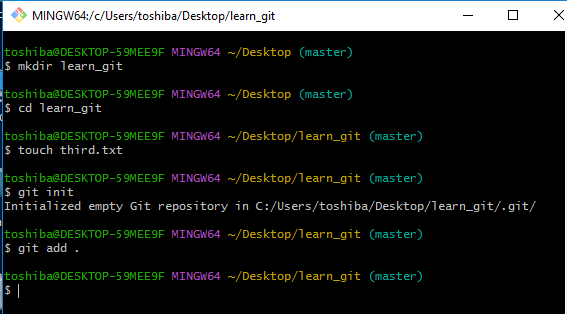 MINGW64:/c/Users/toshiba/Desktop/learn_git
toshiba@DESKTOP-59MEE9F MINGW64 ~/Desktop (master)
$ mkdir learn_git
toshiba@DESKTOP-59MEE9F MINGW64 ~/Desktop (master)
$ cd learn_git
toshiba@DESKTOP-59MEE9F MINGW64 ~/Desktop/learn_git (master)
$ touch third.txt
toshiba@DESKTOP-59MEE9F MINGW64 ~/Desktop/learn_git (master)
$ git init
Initialized empty Git repository in C:/Users/toshiba/Desktop/learn_git/.git/
toshiba@DESKTOP-59MEE9F MINGW64 ~/Desktop/learn_git (master)
$ git add .
toshiba@DESKTOP-59MEE9F MINGW64 ~/Desktop/learn_git (master)
$